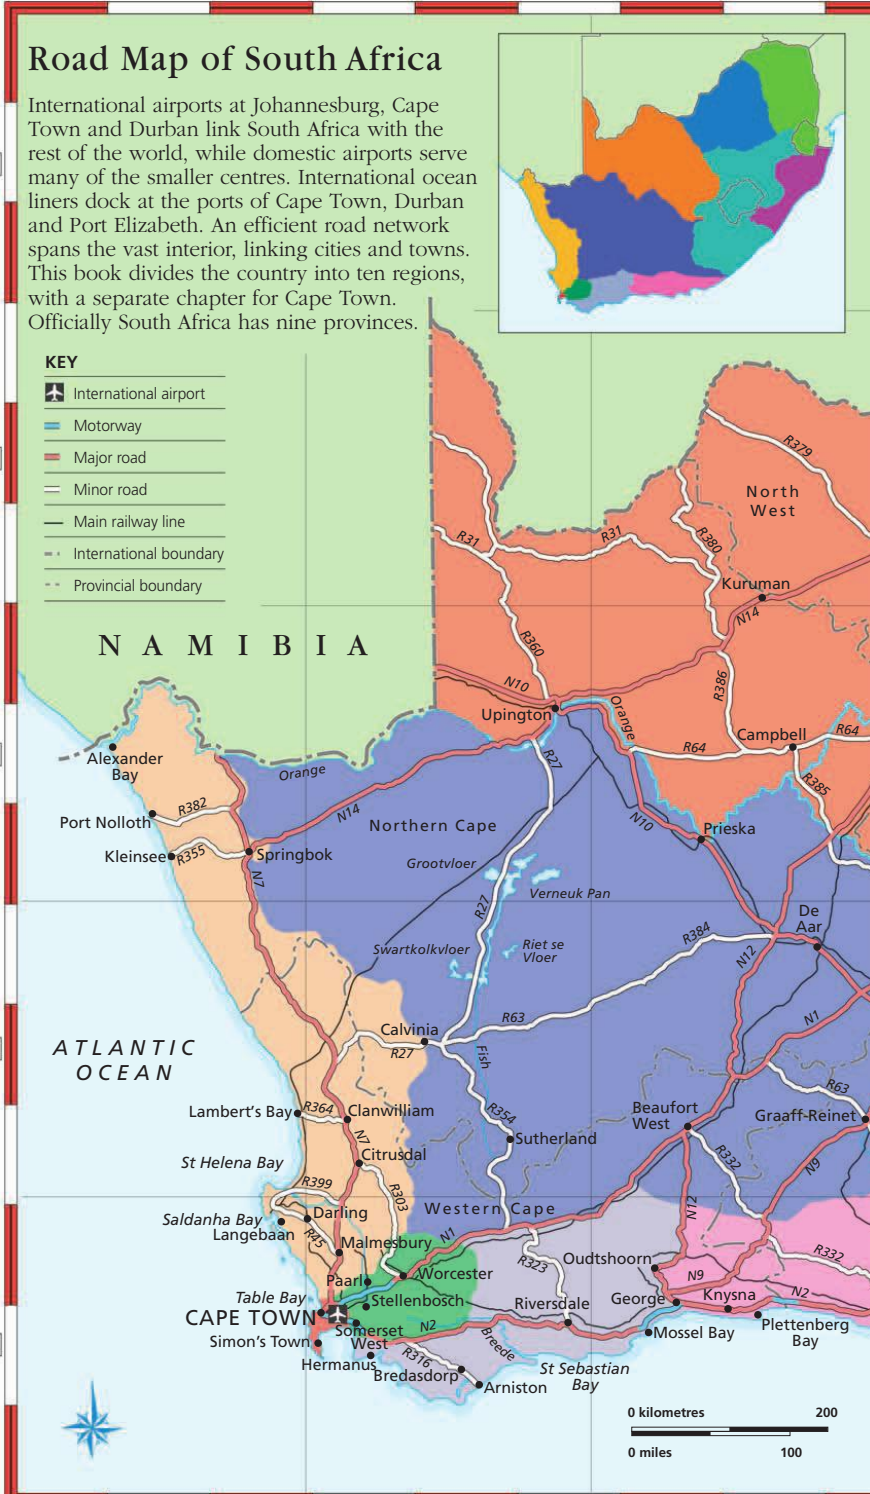 Road Map of South Africa
International airports at Johannesburg, Cape
Town and Durban link South Africa with the
rest of the world, while domestic airports serve
many of the smaller centres. International ocean
liners dock at the ports of Cape Town, Durban
and Port Elizabeth. An efficient road network
spans the vast interior, linking cities and towns.
This book divides the country into ten regions,
with a separate chapter for Cape Town.
Officially South Africa has nine provinces.
KEY
International airport
Motorway
Major road
Minor road
Main railway line
International boundary
Provincial boundary
NAMIBIA
R379
North
West
R31
R31
R380
Kuruman
N14
R360
N10
R386
Upington
Orange
Campbell
R64
R64
Alexander
Bay
Orange
R27
R385
R382
Port Nolloth
N14
Northern Cape
N10
Prieska
Kleinsee
R355
Springbok
Grootvloer
N7
Verneuk Pan
R27
De
Aar
R384
Swartkolkvloer
Riet se
Vloer
N12
R63
N1
Calvinia
R27
ATLANTIC
OCEAN
Fish
R63
Lambert's Bay
R364
Clanwilliam
R354
Beaufort
West
Graaff-Reinet
N7
Sutherland
Citrusdal
R332
St Helena Bay
N9
R399
R303
Western Cape
N12
Saldanha Bay
Darling
Langebaan
R45
N1
Malmesbury
R323
Oudtshoorn
R332
Paarl
Worcester
N9
Table Bay
Stellenbosch
Riversdale
George
Knysna
N2
CAPE TOWN
Somerset
West
N2
Breede
Mossel Bay
Plettenberg
Bay
Simon's Town
Hermanus
R316
Bredasdorp
St Sebastian
Bay
Arniston
0 kilometres
200
0 miles
100